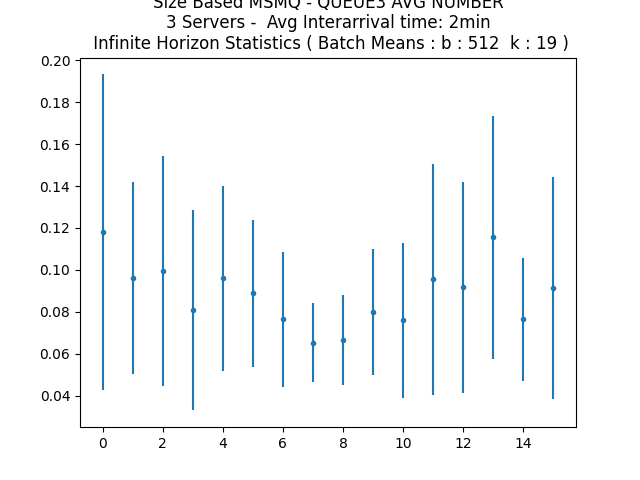 Size Based MSMQ - QUEUE3 AVG NUMBER
3 Servers -  Avg Interarrival time: 2min
Infinite Horizon Statistics ( Batch Means : b : 512  k : 19 )
0.20
0.18
0.16
0.14
0.12
0.10
0.08
0.06
0.04
0 2 4 6 8 10 12 14